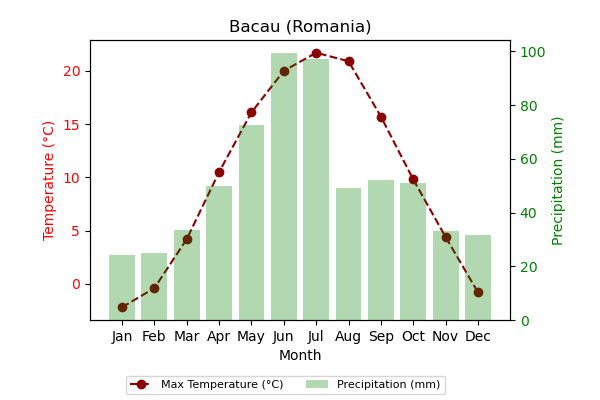 Bacau (Romania)
20
15
10
5
0
Temperature (°C)
100
80
60
40
20
0
Precipitation (mm)
Jan Feb Mar Apr May Jun Jul Aug Sep Oct Nov Dec
Month
Max Temperature (°C) Precipitation (mm)